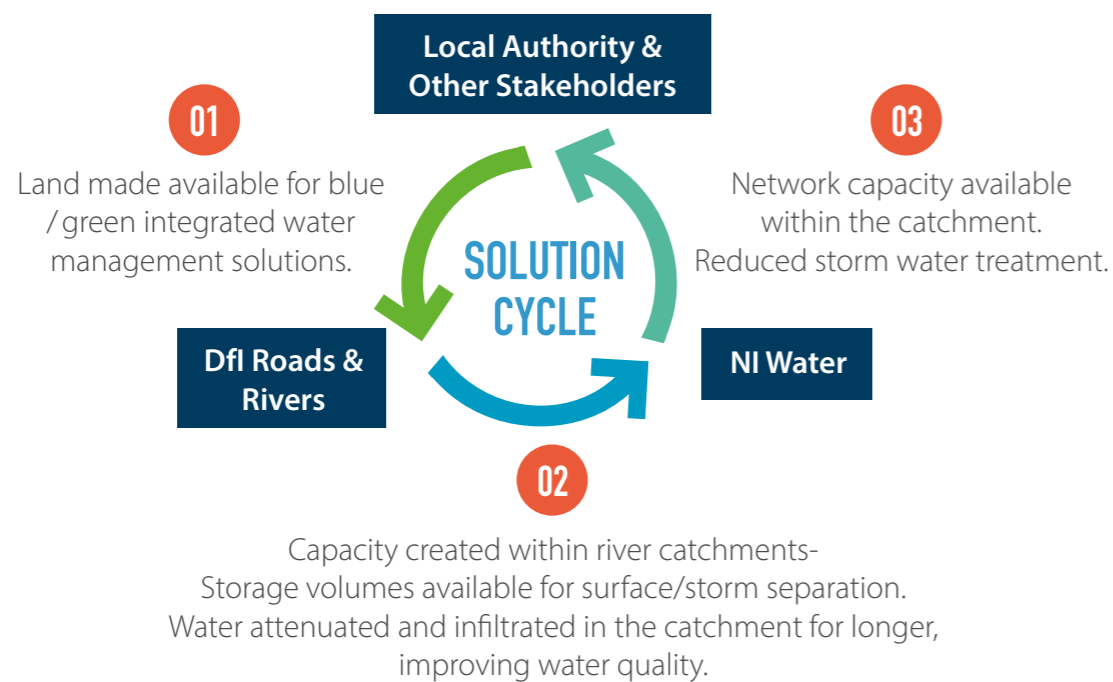 Local Authority &
Other Stakeholders
01
Land made available for blue
/ green integrated water
management solutions.
03
Network capacity available
within the catchment.
Reduced storm water treatment.
SOLUTION
CYCLE
DfI Roads &
Rivers
NI Water
02
Capacity created within river catchments-
Storage volumes available for surface/storm separation.
Water attenuated and infiltrated in the catchment for longer,
improving water quality.